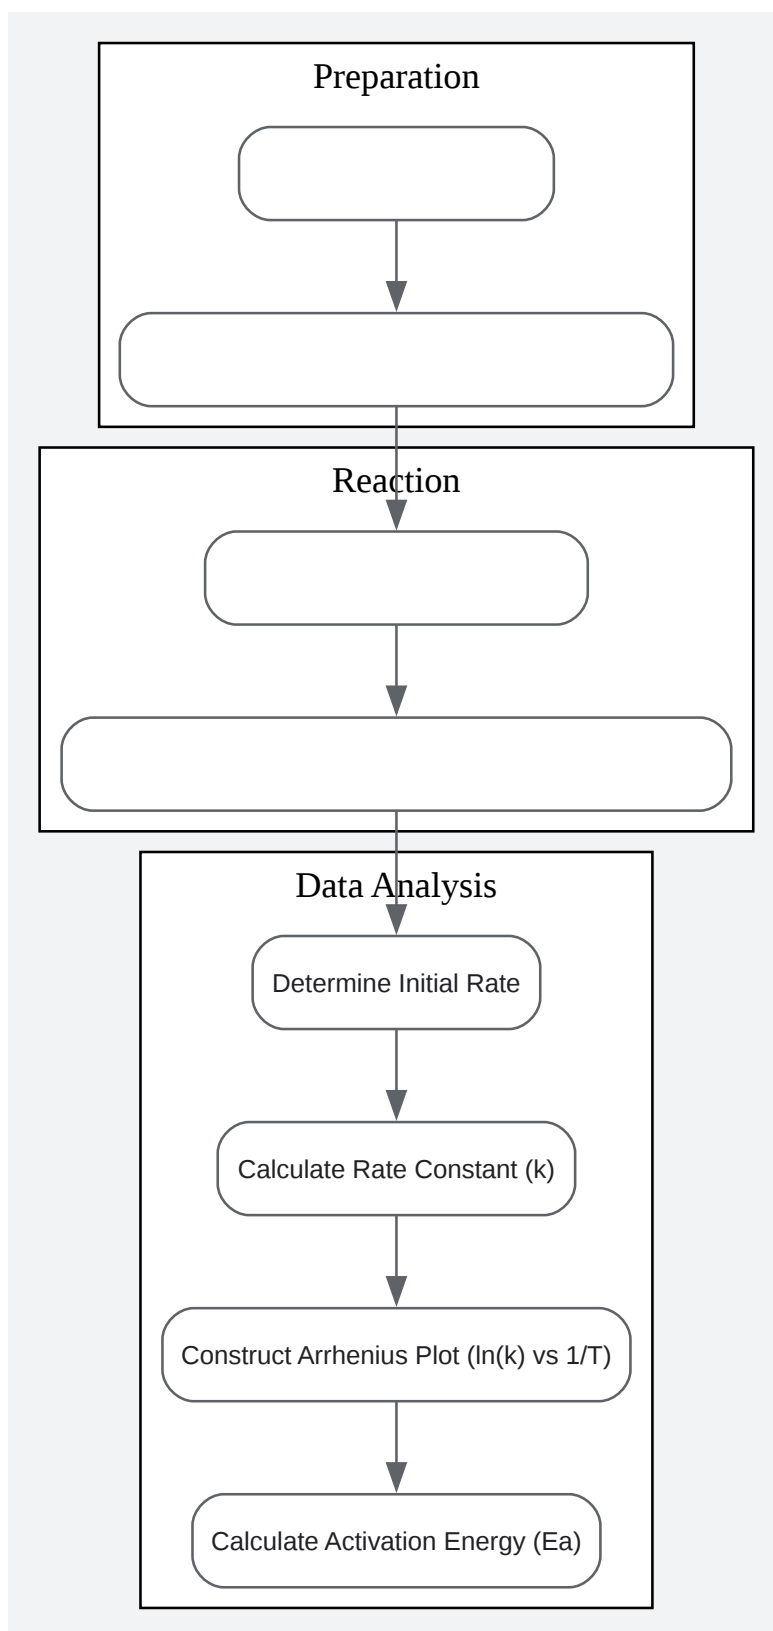 Preparation
Reaction
Data Analysis
Determine Initial Rate
Calculate Rate Constant (k)
Construct Arrhenius Plot (ln(k) vs 1/T)
Calculate Activation Energy (Ea)